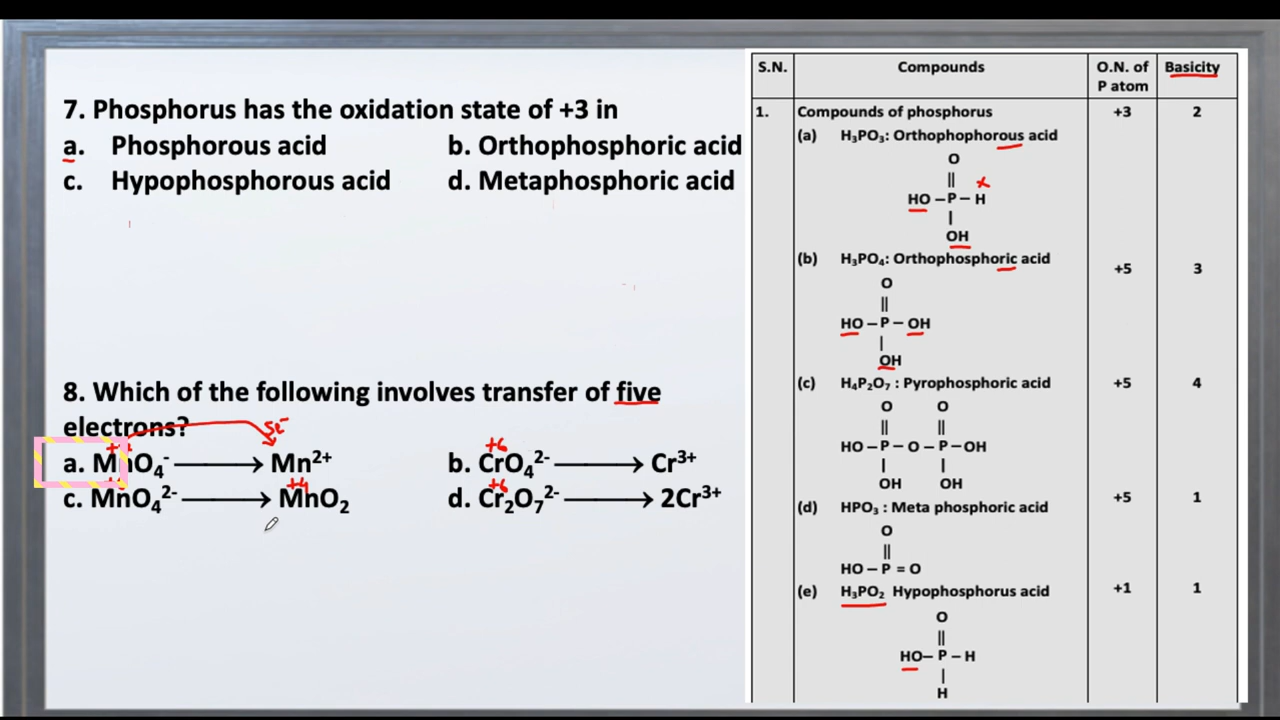 7. Phosphorus has the oxidation state of +3 in
a. Phosphorous acid b. Orthophosphoric acid
c. Hypophosphorous acid d. Metaphosphoric acid
8. Which of the following involves transfer of five
electrons?
5e⁻
+6
a. MnO₄⁻ ⟶ Mn²⁺ b. CrO₄²⁻ ⟶ Cr³⁺
+4 +6
c. MnO₄²⁻ ⟶ MnO₂ d. Cr₂O₇²⁻ ⟶ 2Cr³⁺
S.N. Compounds O.N. of P atom Basicity
1. Compounds of phosphorus +3 2
(a) H₃PO₃: Orthophophorous acid
O
|| x
HO – P – H
|
OH
(b) H₃PO₄: Orthophosphoric acid +5 3
O
||
HO – P – OH
|
OH
(c) H₄P₂O₇ : Pyrophosphoric acid +5 4
O O
|| ||
HO – P – O – P – OH
| |
OH OH
(d) HPO₃ : Meta phosphoric acid +5 1
O
||
HO – P = O
(e) H₃PO₂ Hypophosphorus acid +1 1
O
||
HO – P – H
|
H